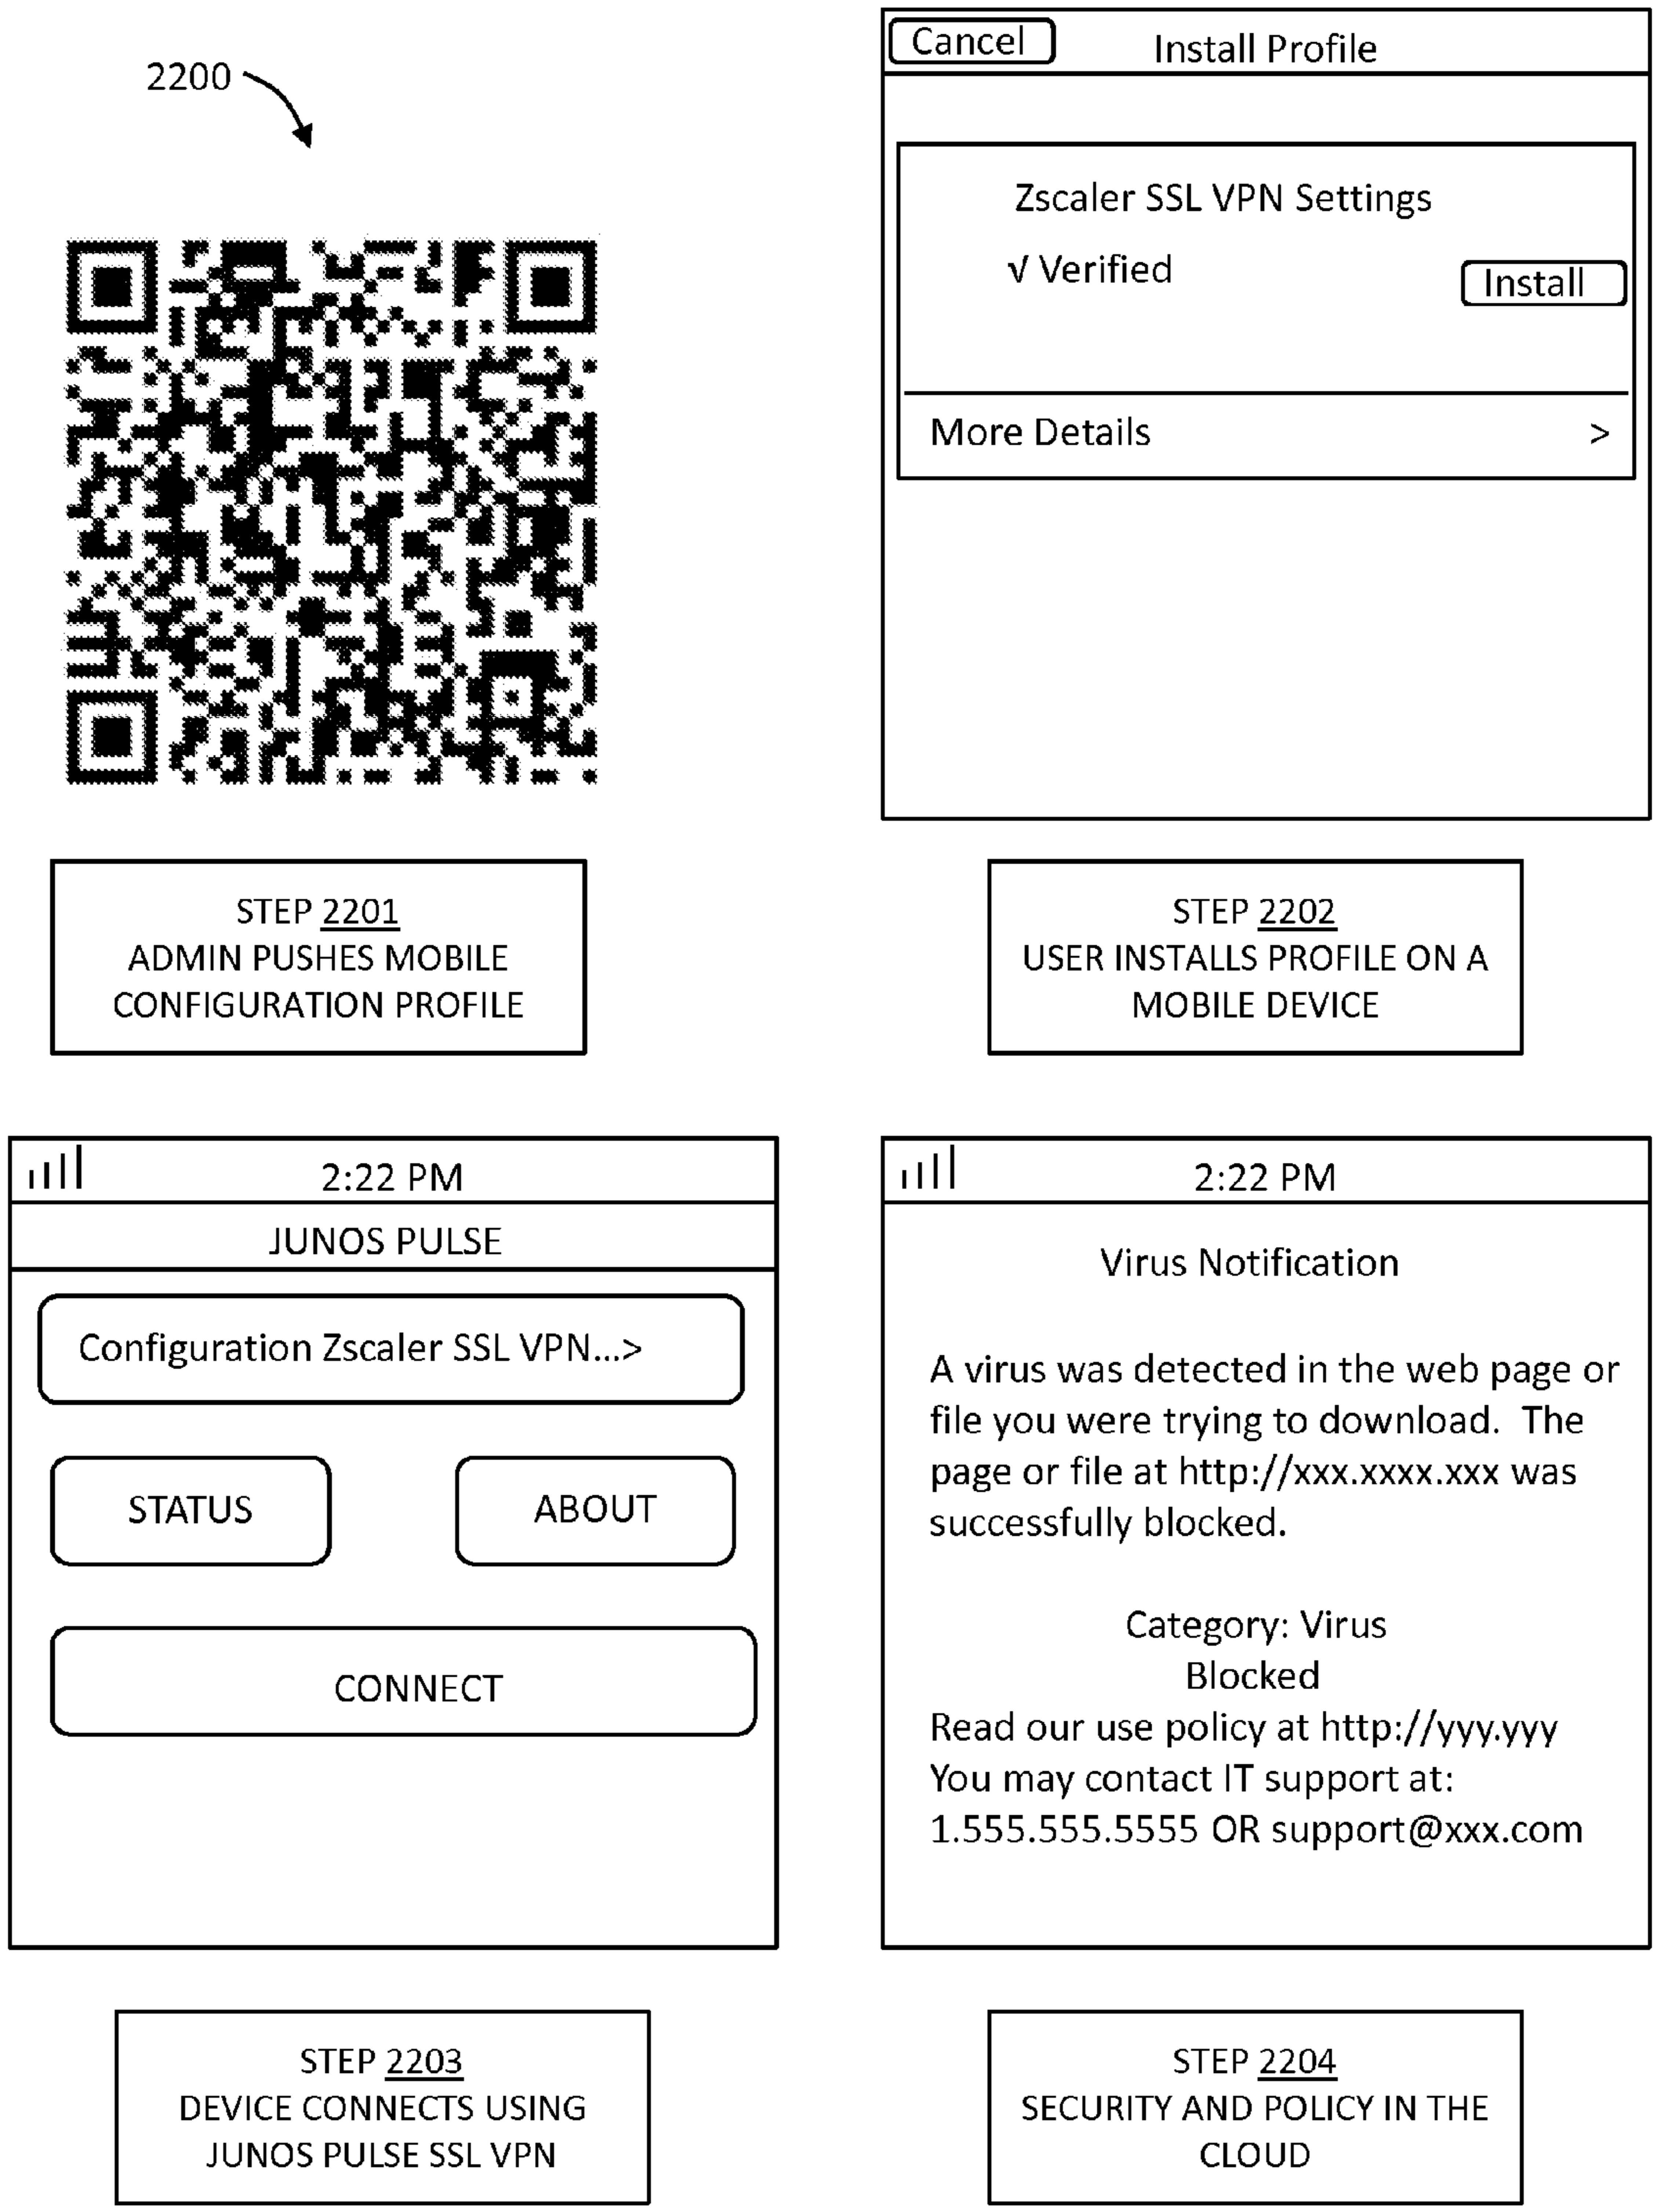 2200
Cancel
Install Profile
Zscaler SSL VPN Settings
√ Verified
Install
More Details >
STEP 2201
ADMIN PUSHES MOBILE
CONFIGURATION PROFILE
STEP 2202
USER INSTALLS PROFILE ON A
MOBILE DEVICE
2:22 PM
JUNOS PULSE
Configuration Zscaler SSL VPN...>
STATUS
ABOUT
CONNECT
2:22 PM
Virus Notification
A virus was detected in the web page or
file you were trying to download.  The
page or file at http://xxx.xxxx.xxx was
successfully blocked.
Category: Virus
Blocked
Read our use policy at http://yyy.yyy
You may contact IT support at:
1.555.555.5555 OR support@xxx.com
STEP 2203
DEVICE CONNECTS USING
JUNOS PULSE SSL VPN
STEP 2204
SECURITY AND POLICY IN THE
CLOUD